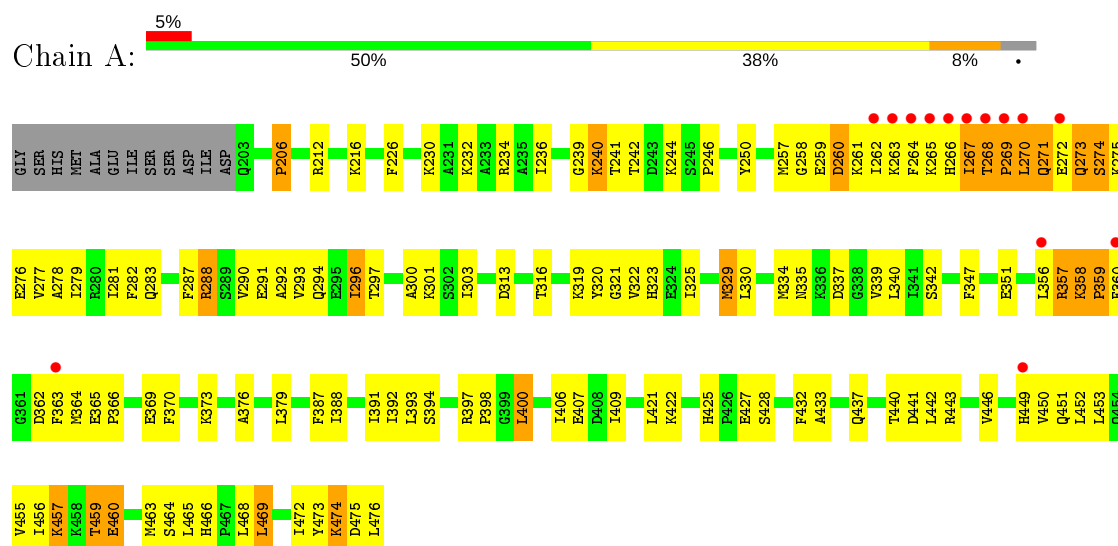 5%
Chain A:
50% 38% 8% •
GLY SER HIS MET ALA GLU ILE SER SER ASP ILE ASP Q203 P206 R212 K216 F226 K230 A231 K232 A233 R234 A235 I236 G239 K240 T241 T242 D243 K244 S245 P246 Y250 M257 G258 E259 D260 K261 I262 K263 F264 K265 H266 I267 T268 P269 L270 Q271 E272 Q273 S274 K275
E276 V277 A278 I279 R280 I281 F282 Q283 F287 R288 S289 V290 E291 A292 V293 Q294 E295 I296 T297 A300 K301 S302 I303 D313 T316 K319 Y320 G321 V322 H323 E324 I325 M329 L330 M334 N335 K336 D337 G338 V339 L340 I341 S342 F347 E351 L356 R357 K358 P359 F360
G361 D362 F363 M364 E365 P366 E369 F370 K373 A376 L379 F387 I388 I391 I392 L393 S394 R397 P398 G399 L400 I406 E407 D408 I409 L421 K422 H425 P426 E427 S428 F432 A433 Q437 T440 D441 L442 R443 V446 H449 V450 Q451 L452 L453 Q454
V455 I456 K457 K458 T459 E460 M463 S464 L465 H466 P467 L468 L469 I472 Y473 K474 D475 L476